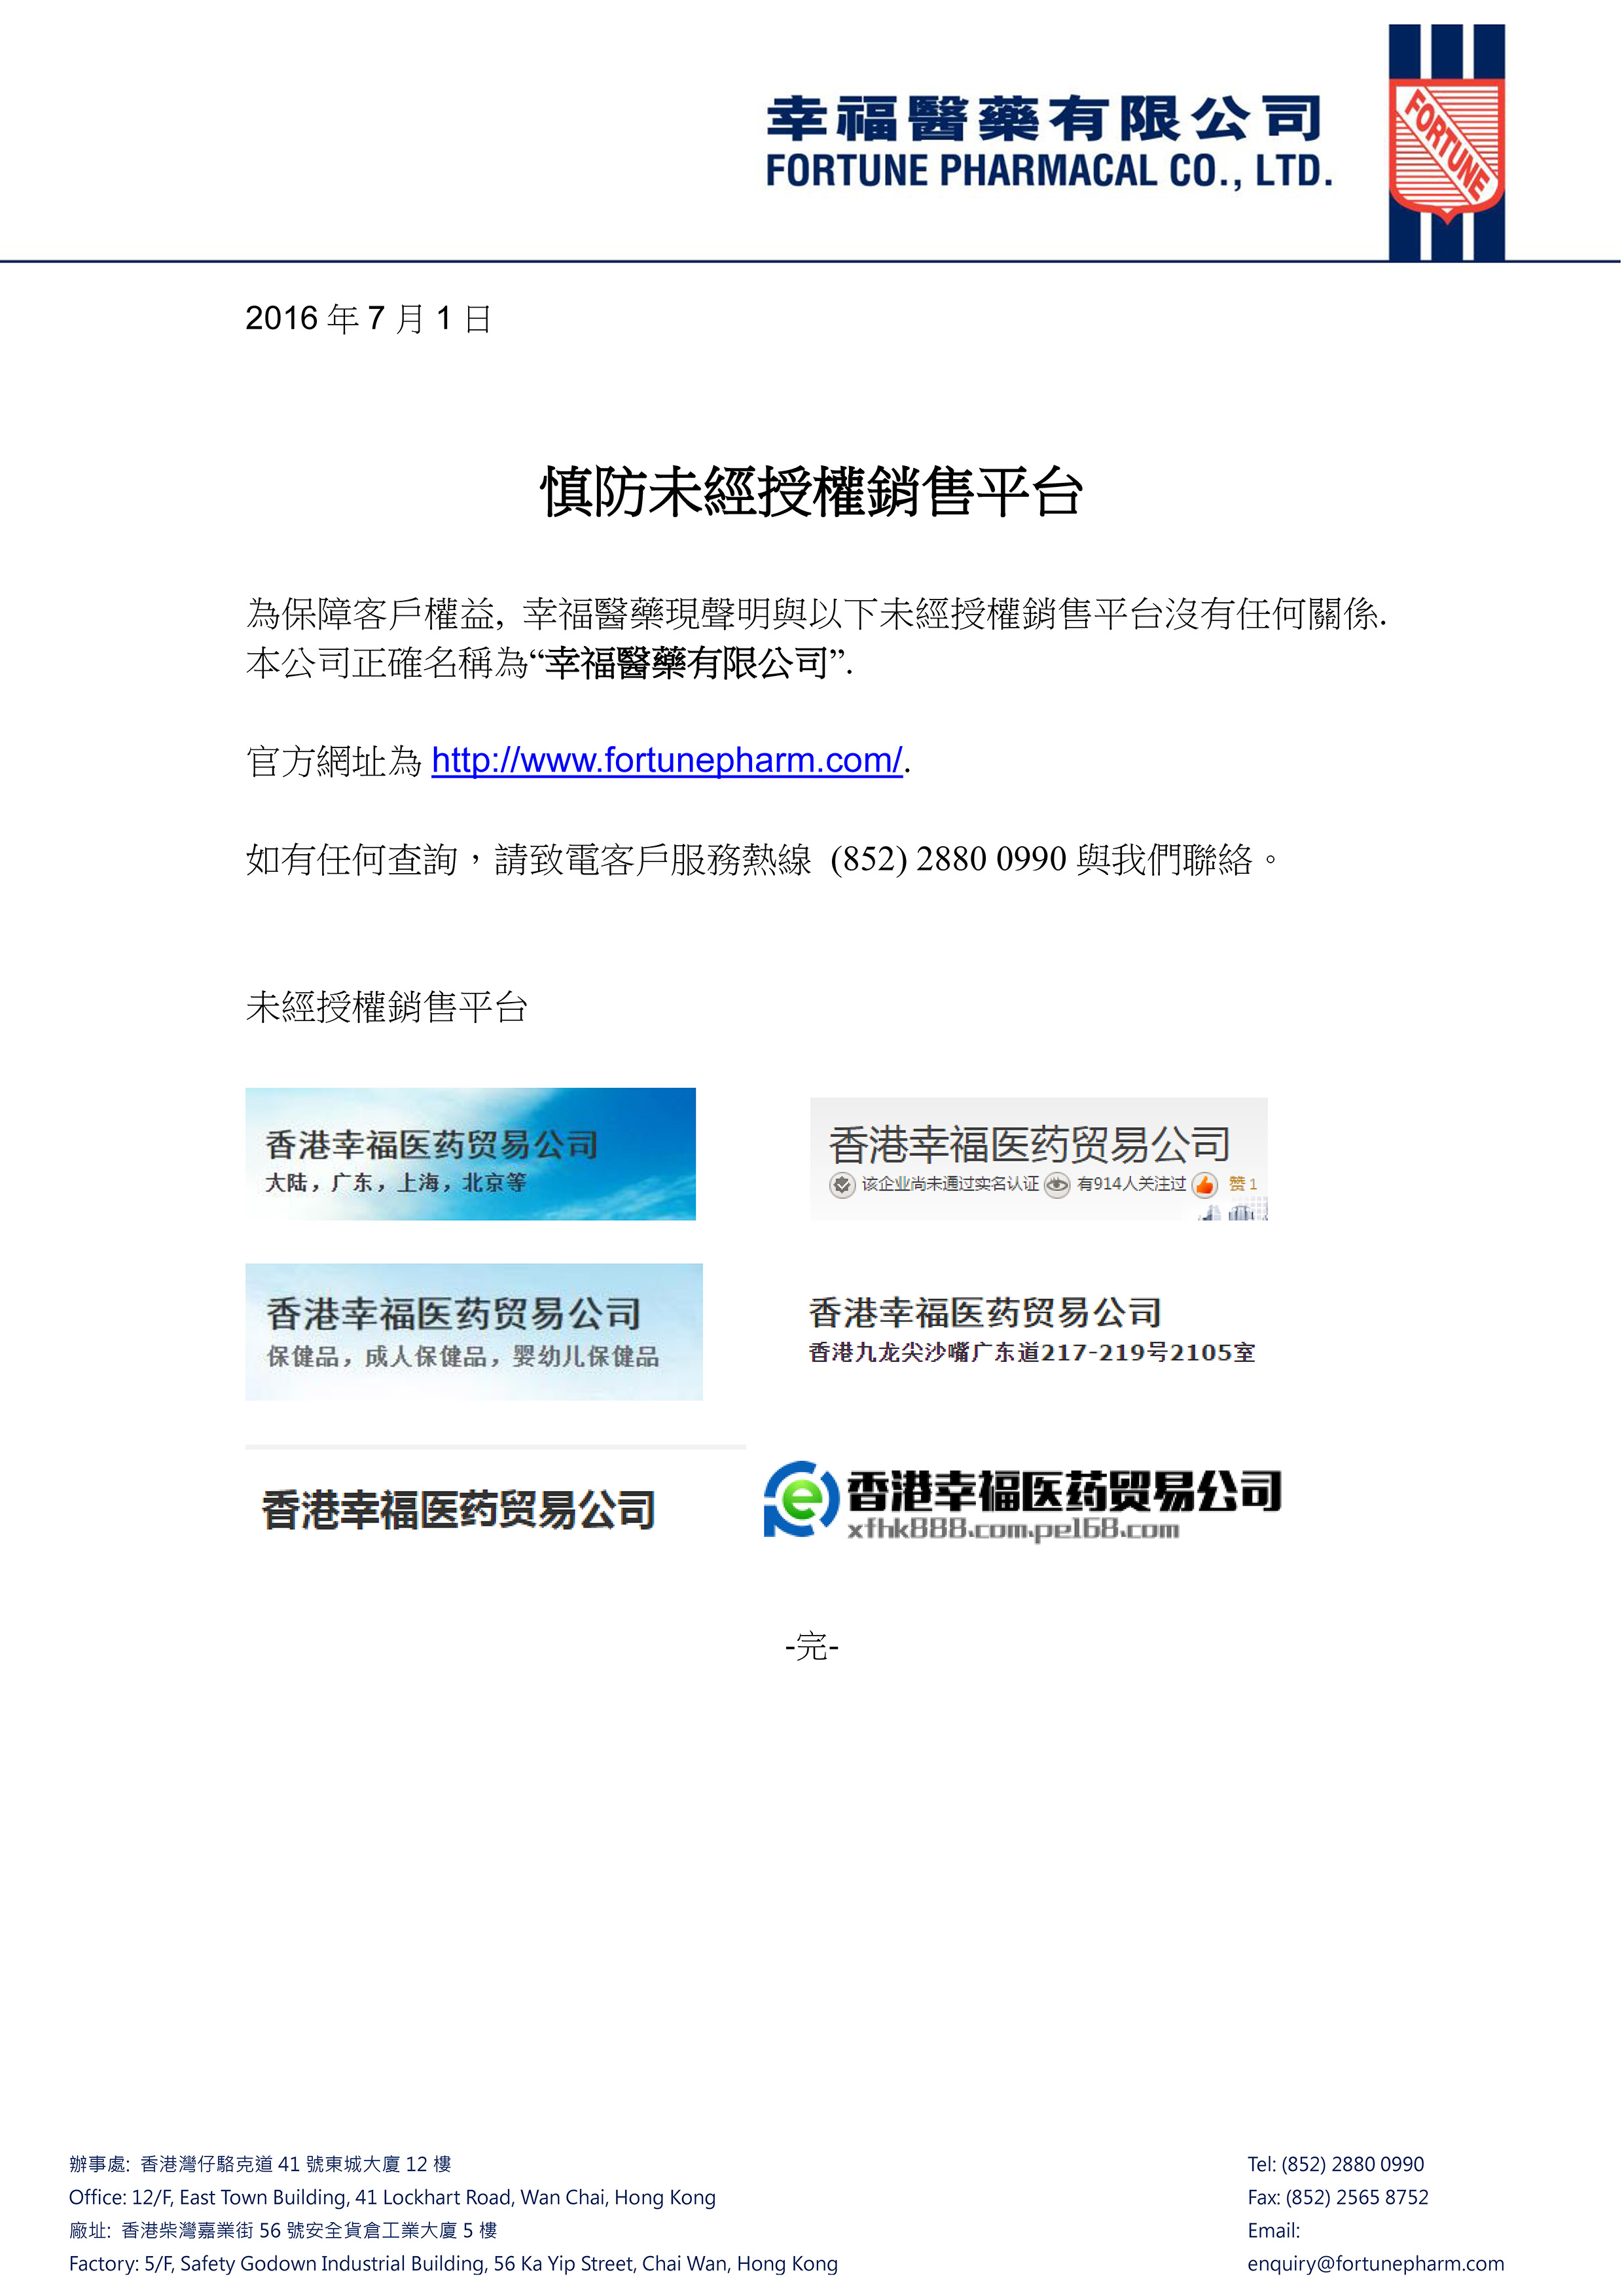 幸福醫藥有限公司
FORTUNE PHARMACAL CO., LTD.
FORTUNE
2016 年 7 月 1 日
慎防未經授權銷售平台
為保障客戶權益, 幸福醫藥現聲明與以下未經授權銷售平台沒有任何關係.
本公司正確名稱為“幸福醫藥有限公司”.
官方網址為 http://www.fortunepharm.com/.
如有任何查詢，請致電客戶服務熱線 (852) 2880 0990 與我們聯絡。
未經授權銷售平台
香港幸福医药贸易公司
大陆，广东，上海，北京等
香港幸福医药贸易公司
该企业尚未通过实名认证 有914人关注过 赞 1
香港幸福医药贸易公司
保健品，成人保健品，婴幼儿保健品
香港幸福医药贸易公司
香港九龙尖沙嘴广东道217-219号2105室
香港幸福医药贸易公司
香港幸福医药贸易公司
xfhk888.com.pe168.com
-完-
辦事處: 香港灣仔駱克道 41 號東城大廈 12 樓
Office: 12/F, East Town Building, 41 Lockhart Road, Wan Chai, Hong Kong
廠址: 香港柴灣嘉業街 56 號安全貨倉工業大廈 5 樓
Factory: 5/F, Safety Godown Industrial Building, 56 Ka Yip Street, Chai Wan, Hong Kong
Tel: (852) 2880 0990
Fax: (852) 2565 8752
Email:
enquiry@fortunepharm.com